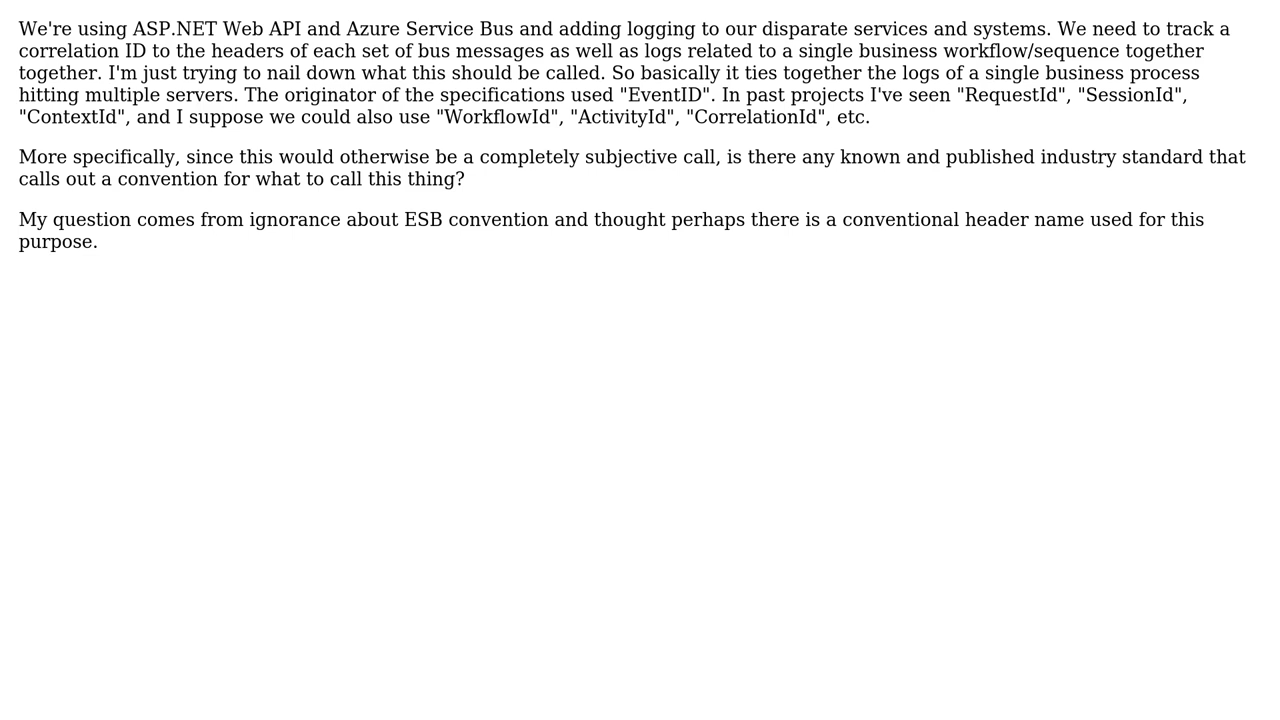 We're using ASP.NET Web API and Azure Service Bus and adding logging to our disparate services and systems. We need to track a
correlation ID to the headers of each set of bus messages as well as logs related to a single business workflow/sequence together
together. I'm just trying to nail down what this should be called. So basically it ties together the logs of a single business process
hitting multiple servers. The originator of the specifications used "EventID". In past projects I've seen "RequestId", "SessionId",
"ContextId", and I suppose we could also use "WorkflowId", "ActivityId", "CorrelationId", etc.
More specifically, since this would otherwise be a completely subjective call, is there any known and published industry standard that
calls out a convention for what to call this thing?
My question comes from ignorance about ESB convention and thought perhaps there is a conventional header name used for this
purpose.